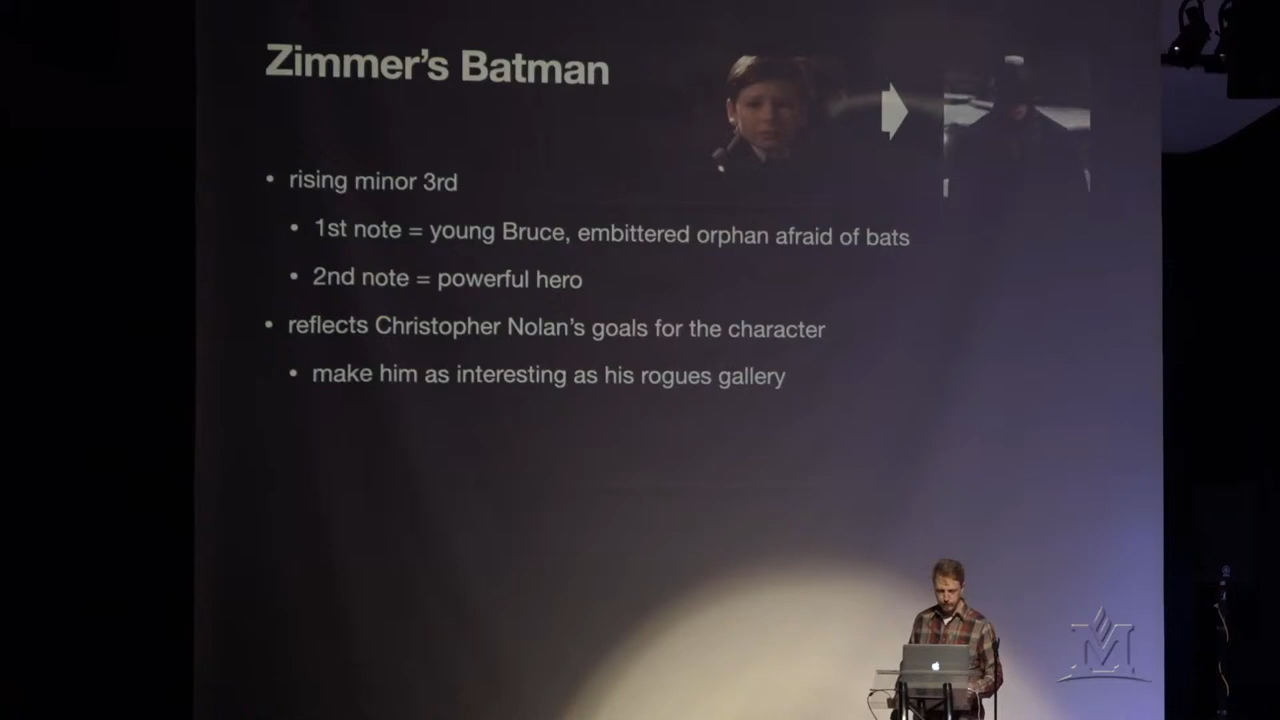 Zimmer's Batman
• rising minor 3rd
• 1st note = young Bruce, embittered orphan afraid of bats
• 2nd note = powerful hero
• reflects Christopher Nolan's goals for the character
• make him as interesting as his rogues gallery
M